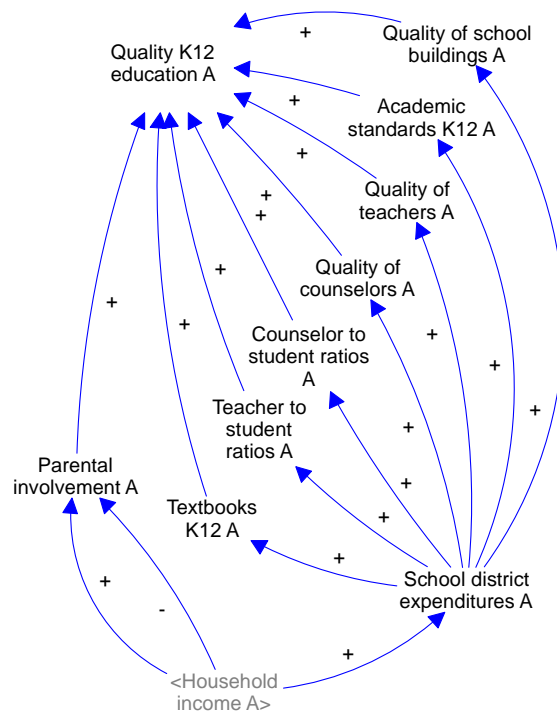 Quality of school
buildings A
+
Quality K12
education A
+
Academic
standards K12 A
+
Quality of
teachers A
+
+
Quality of
counselors A
+
+
+
+
Counselor to
student ratios
A
+
+
Teacher to
student
ratios A
+
+
Parental
involvement A
Textbooks
K12 A
+
+
+
-
School district
expenditures A
+
<Household
income A>